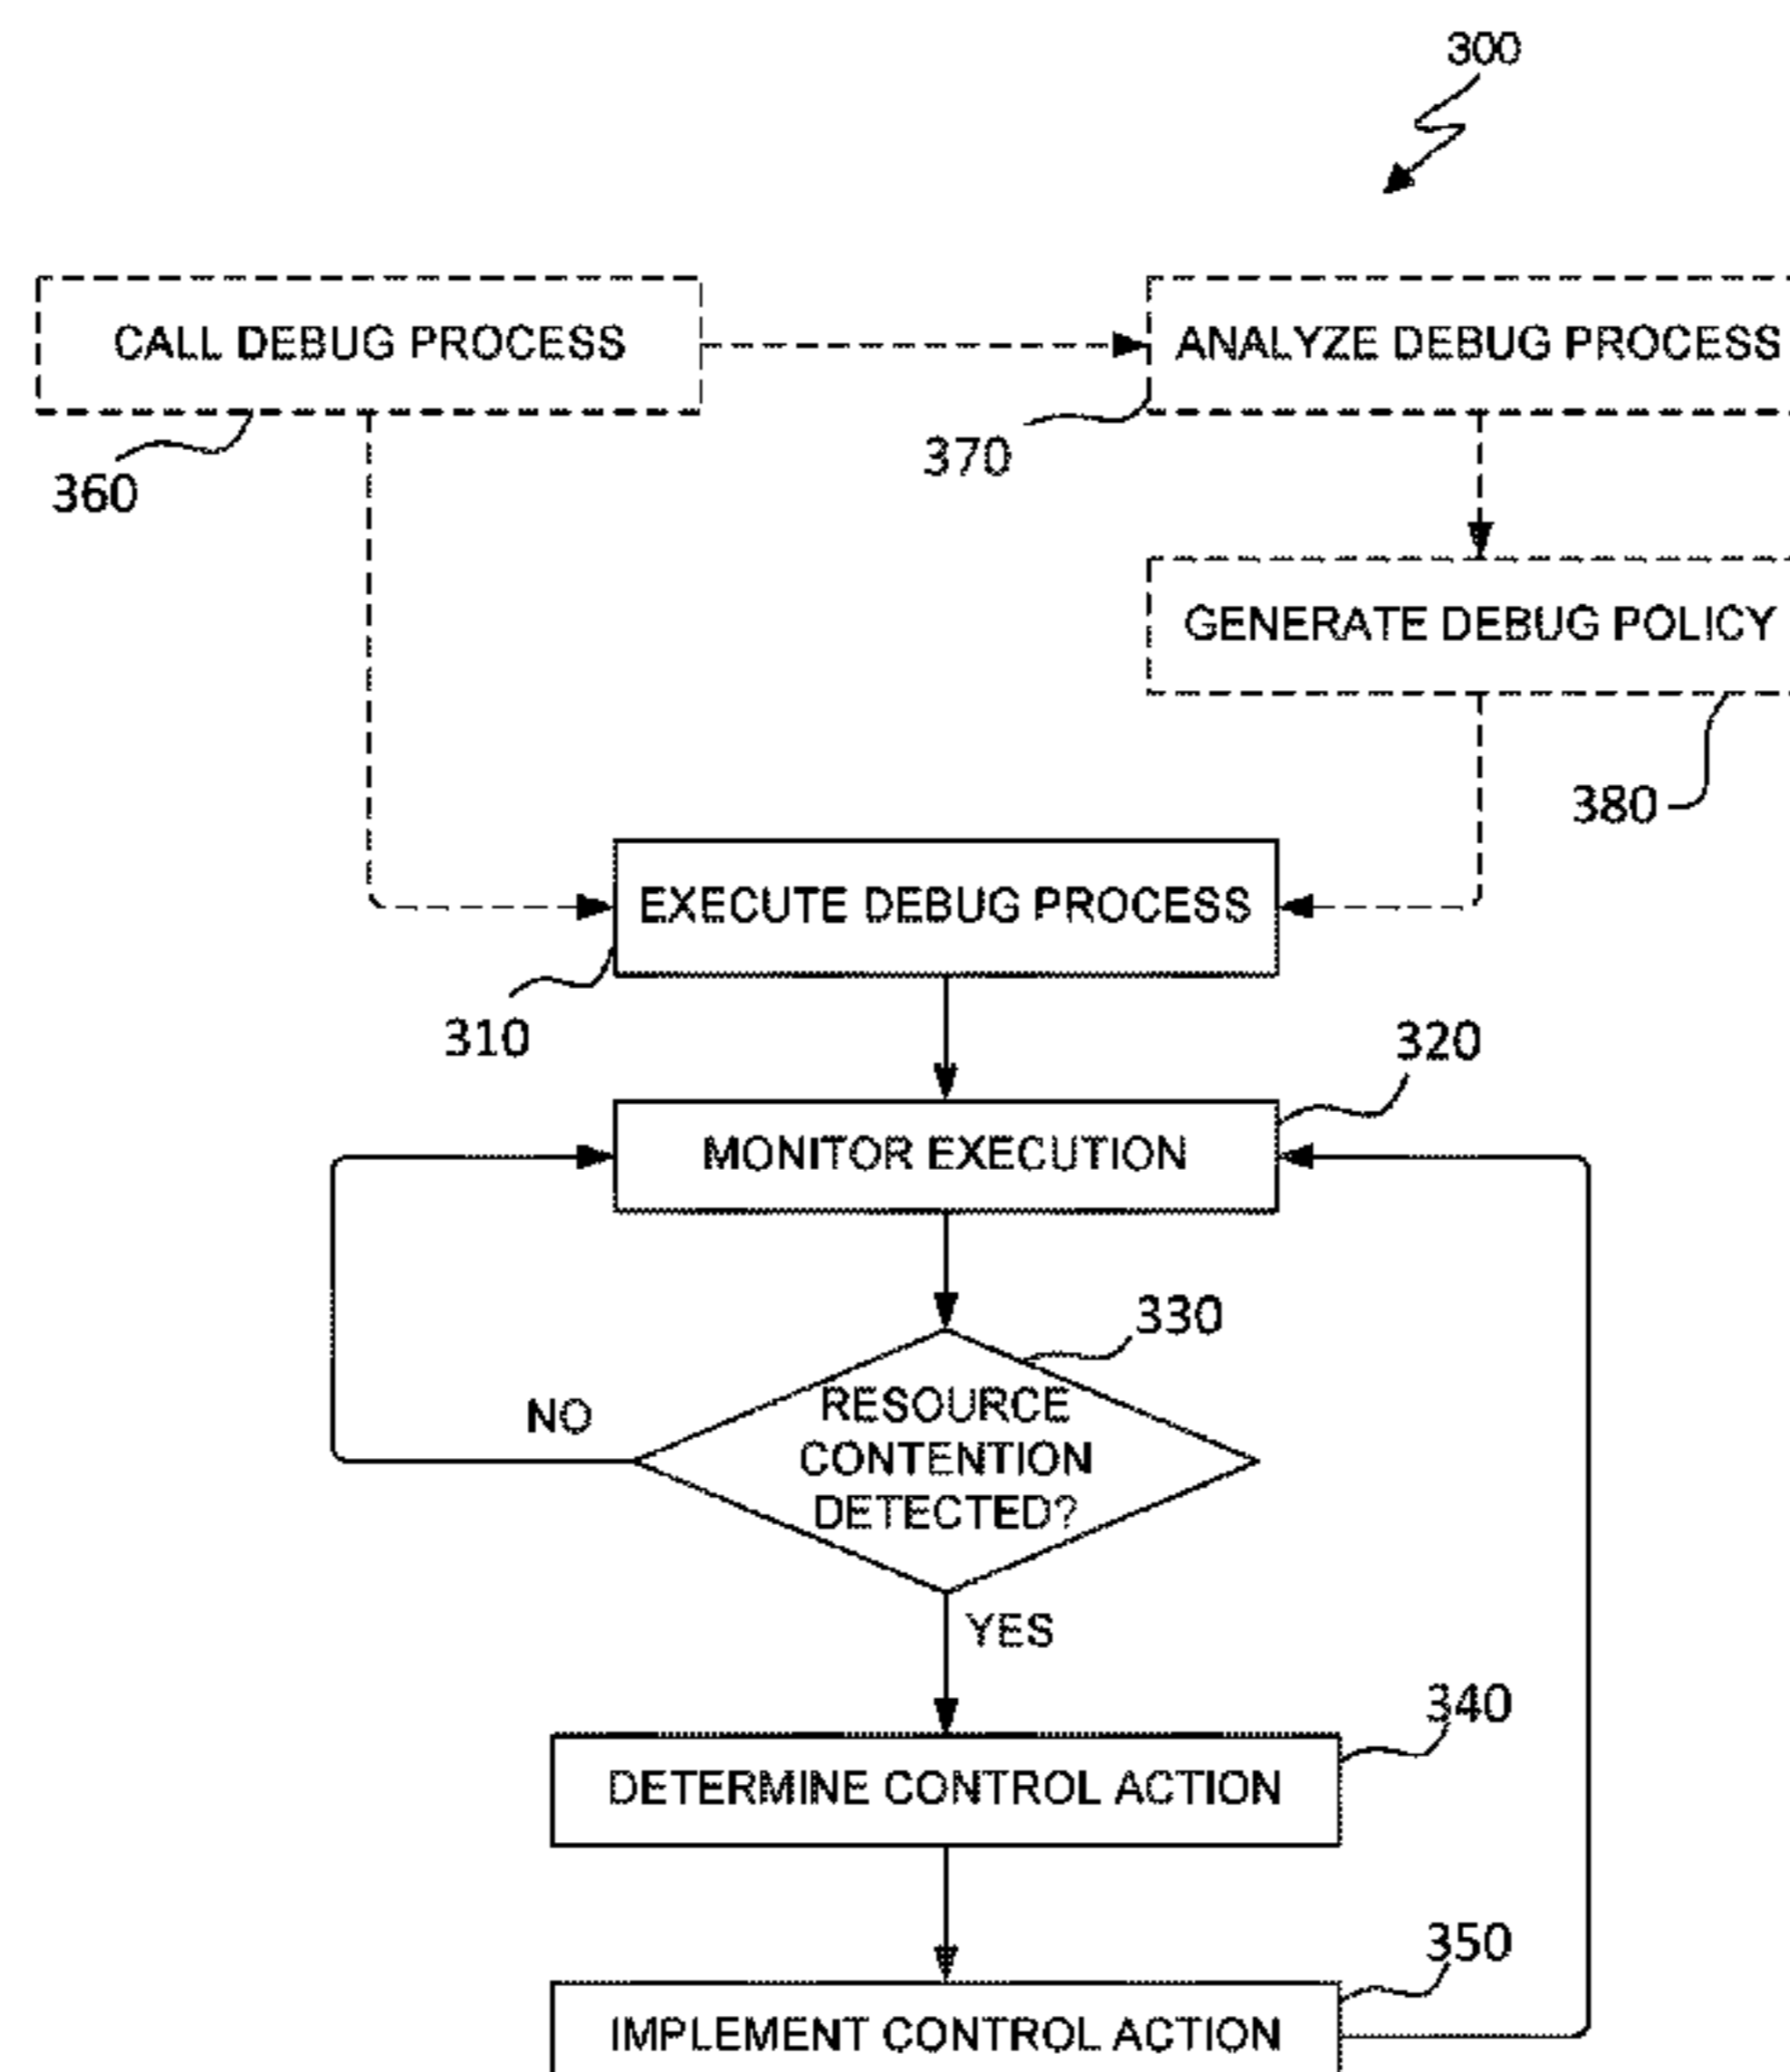 300
CALL DEBUG PROCESS
ANALYZE DEBUG PROCESS
360
370
GENERATE DEBUG POLICY
380
EXECUTE DEBUG PROCESS
310
320
MONITOR EXECUTION
330
NO
RESOURCE
CONTENTION
DETECTED?
YES
340
DETERMINE CONTROL ACTION
350
IMPLEMENT CONTROL ACTION